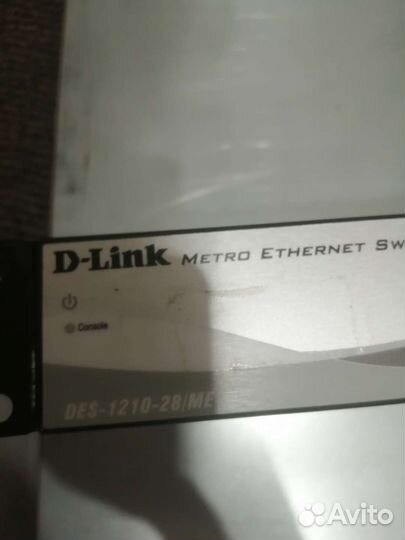 D-Link METRO ETHERNET SW
Console
DES-1210-28/ME
Avito